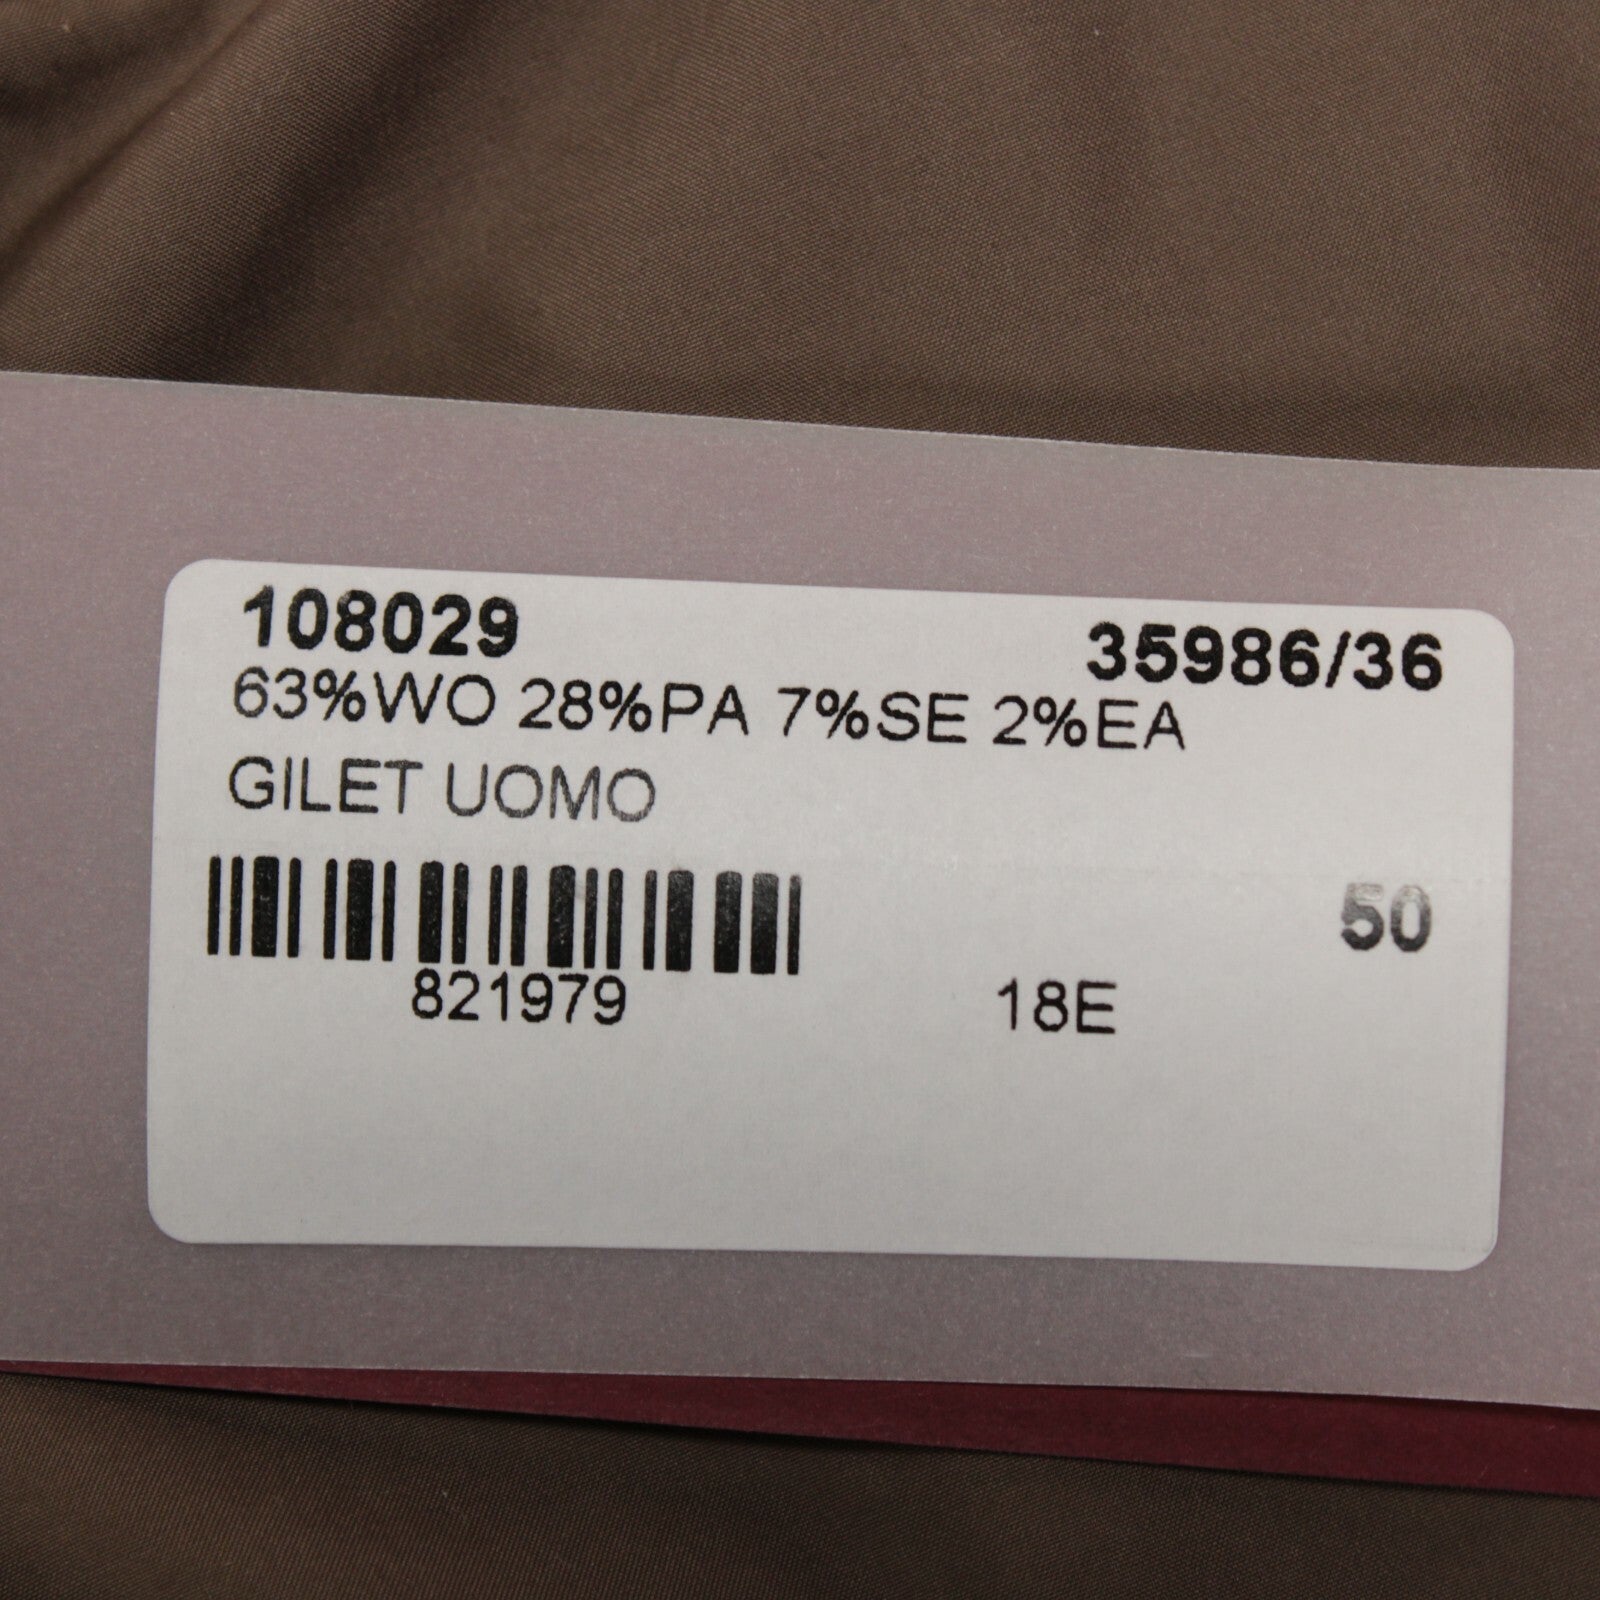 108029 35986/36
63%WO 28%PA 7%SE 2%EA
GILET UOMO
50
821979 18E